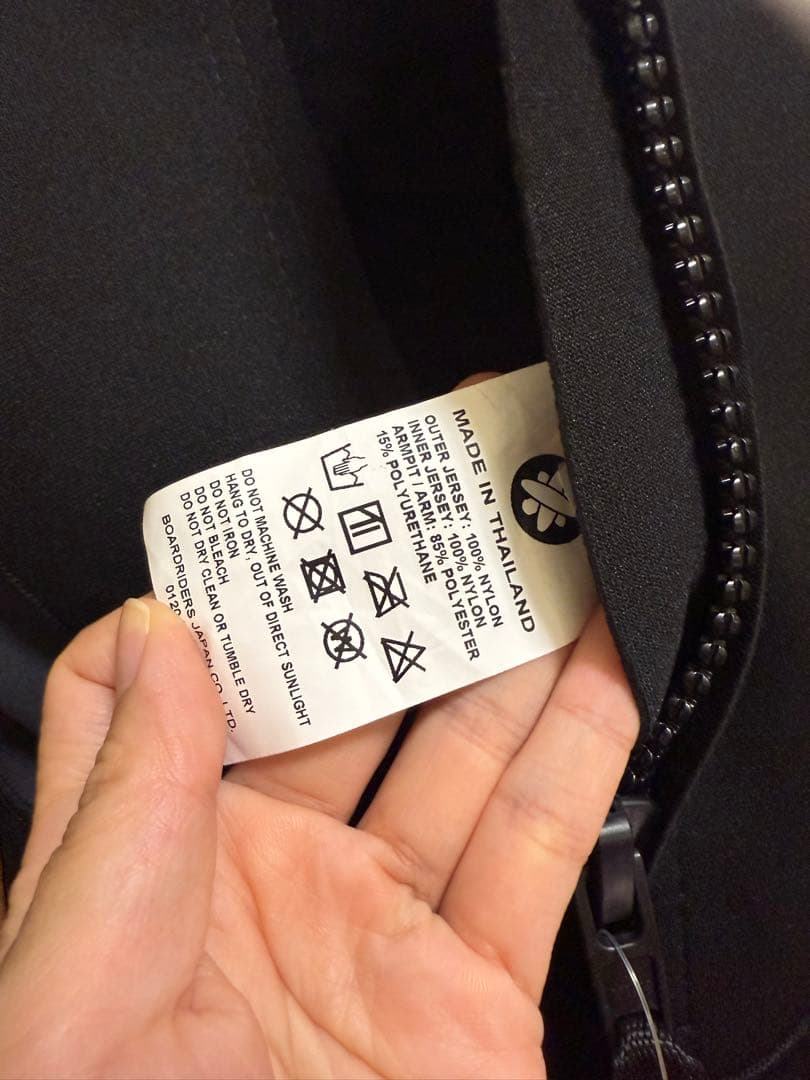 MADE IN THAILAND
OUTER JERSEY: 100% NYLON
INNER JERSEY: 100% NYLON
ARMPIT / ARM: 85% POLYESTER
15% POLYURETHANE
DO NOT MACHINE WASH
HANG TO DRY, OUT OF DIRECT SUNLIGHT
DO NOT IRON
DO NOT BLEACH
DO NOT DRY CLEAN OR TUMBLE DRY
BOARDRIDERS JAPAN CO. LTD.